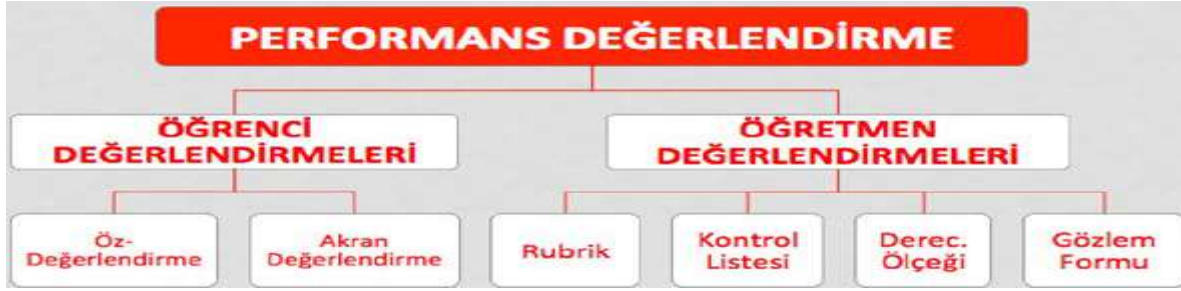 PERFORMANS DEĞERLENDİRME
ÖĞRENCİ
DEĞERLENDİRMELERİ
ÖĞRETMEN
DEĞERLENDİRMELERİ
Öz-
Değerlendirme
Akran
Değerlendirme
Rubrik
Kontrol
Listesi
Derec.
Ölçeği
Gözlem
Formu